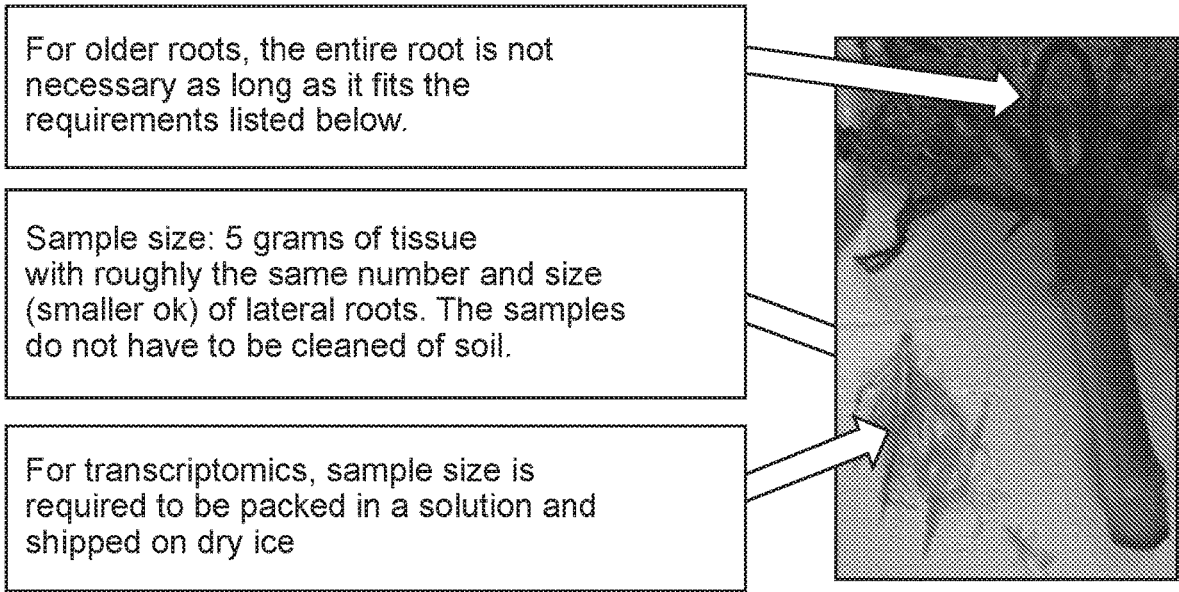 For older roots, the entire root is not
necessary as long as it fits the
requirements listed below.
Sample size: 5 grams of tissue
with roughly the same number and size
(smaller ok) of lateral roots. The samples
do not have to be cleaned of soil.
For transcriptomics, sample size is
required to be packed in a solution and
shipped on dry ice